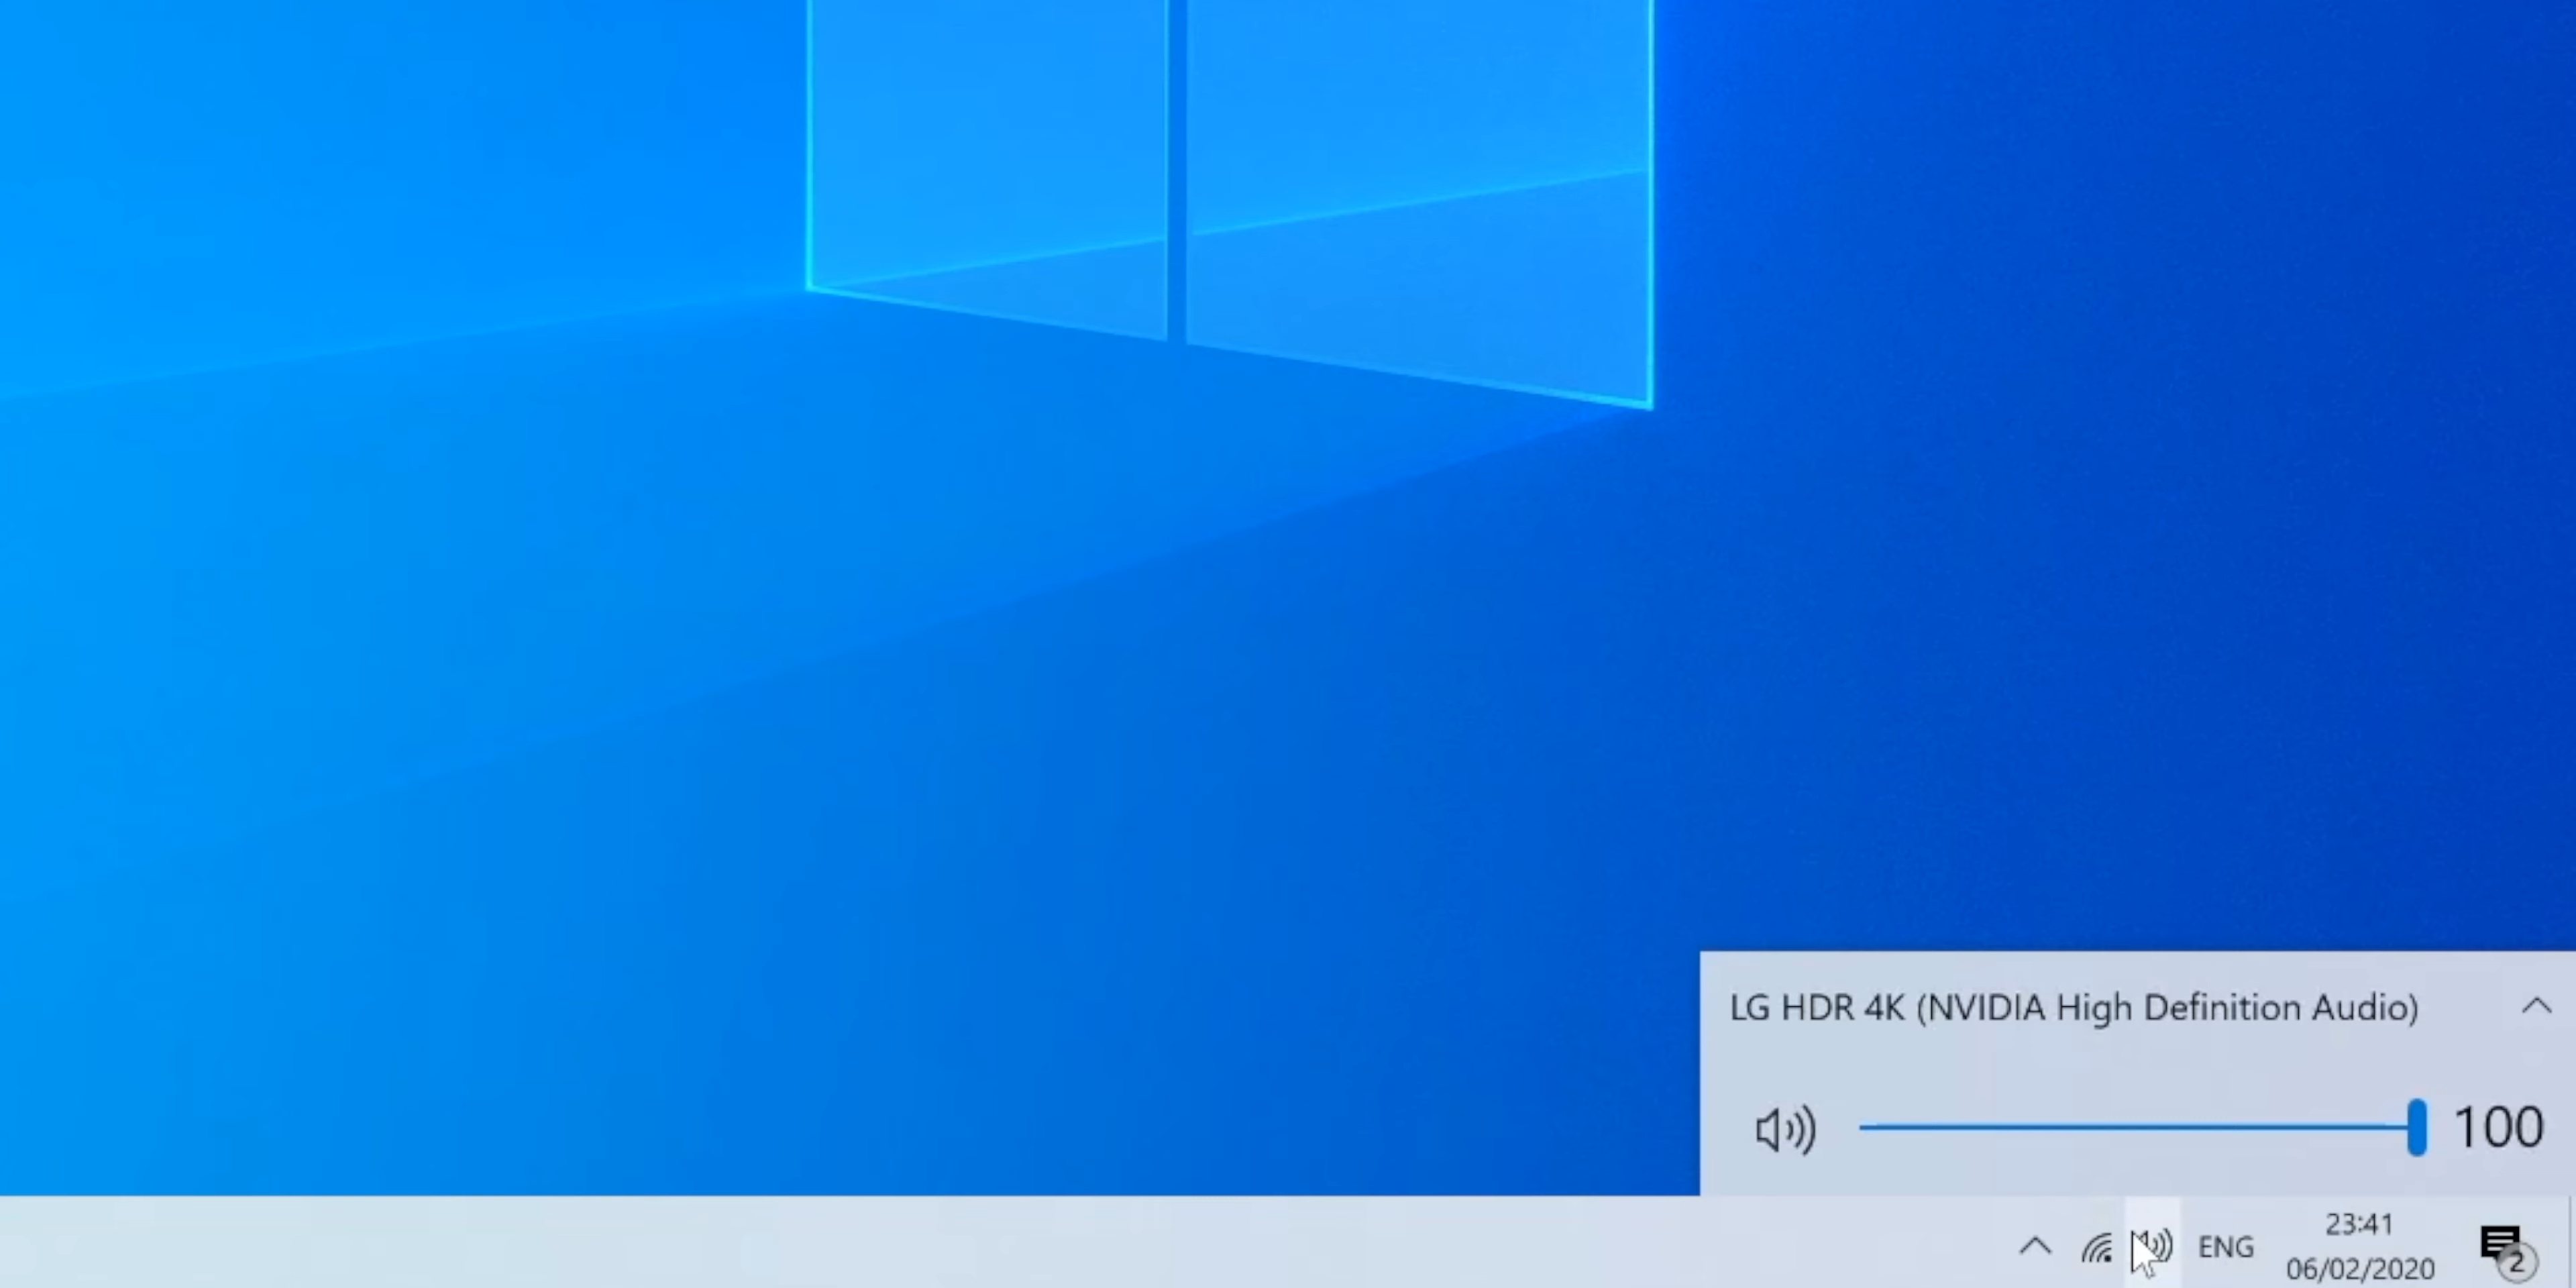 LG HDR 4K (NVIDIA High Definition Audio)
100
ENG
23:41
06/02/2020
2